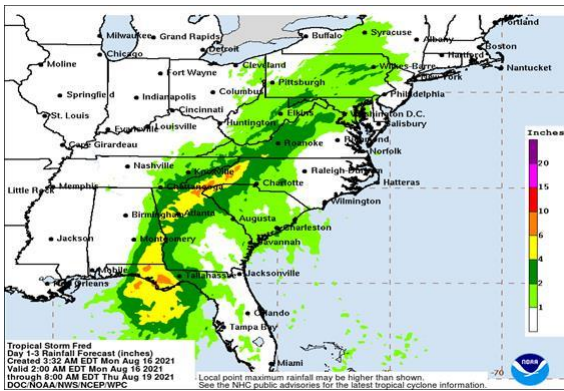 Portland
Syracuse
Buffalo
Albany
Milwaukee
Grand Rapids
Detroit
Boston
Hartford
Chicago
Nantucket
Moline
Cleveland
Wilkes-Barre
New York
Fort Wayne
Pittsburgh
Philadelphia
Springfield
Indianapolis
Columbus
Cincinnati
Elkins
Washington D.C.
St. Louis
Huntington
Salisbury
Evansville
Louisville
Inches
Richmond
Roanoke
Norfolk
Cape Girardeau
20
Nashville
Knoxville
Raleigh-Durham
15
Little Rock
Memphis
Chattanooga
Charlotte
Hatteras
10
Wilmington
Birmingham
Atlanta
Augusta
6
Charleston
Jackson
Montgomery
Savannah
4
Mobile
Tallahassee
Jacksonville
2
New Orleans
1
Orlando
Tampa Bay
Miami
-70
Tropical Storm Fred
Day 1-3 Rainfall Forecast (inches)
Created 3:32 AM EDT Mon Aug 16 2021
Valid 2:00 AM EDT Mon Aug 16 2021
through 8:00 AM EDT Thu Aug 19 2021
DOC/NOAA/NWS/NCEP/WPC
Local point maximum rainfall may be higher than shown.
See the NHC public advisories for the latest tropical cyclone information.
NOAA